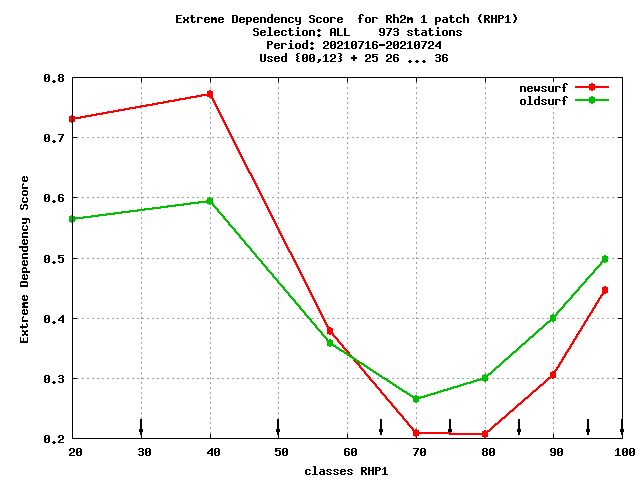 Extreme Dependency Score  for Rh2m 1 patch (RHP1)
Selection: ALL    973 stations
Period: 20210716-20210724
Used {00,12} + 25 26 ... 36
newsurf
oldsurf
0.8
0.7
0.6
0.5
0.4
0.3
0.2
Extreme Dependency Score
20 30 40 50 60 70 80 90 100
classes RHP1